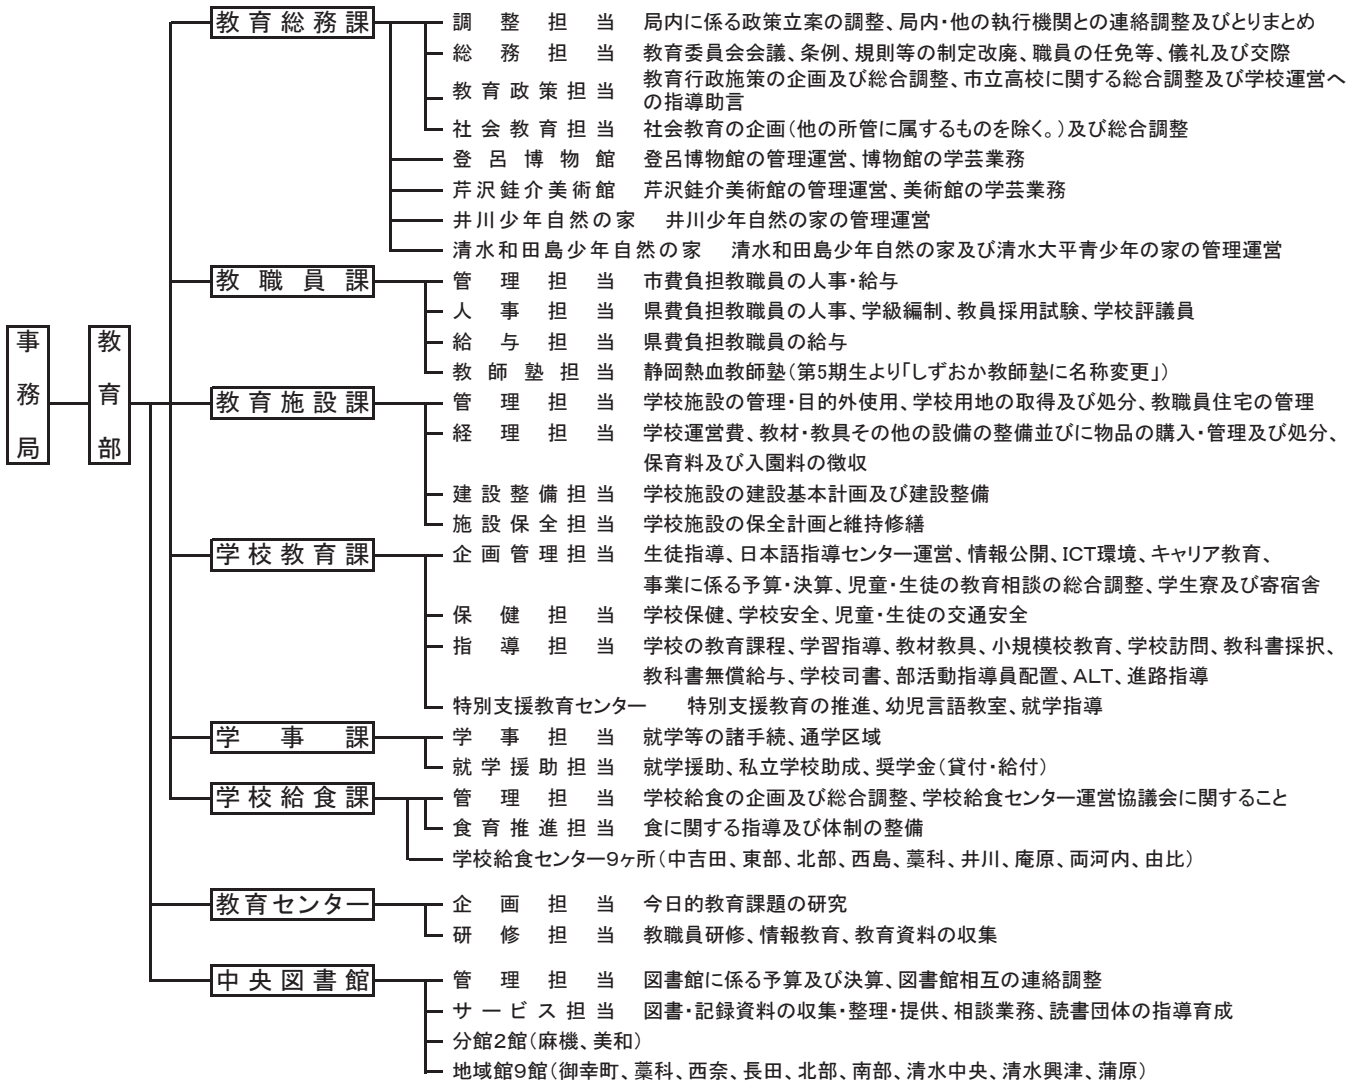 事務局
教育部
教育総務課
調整担当 局内に係る政策立案の調整、局内・他の執行機関との連絡調整及びとりまとめ
総務担当 教育委員会会議、条例、規則等の制定改廃、職員の任免等、儀礼及び交際
教育政策担当 教育行政施策の企画及び総合調整、市立高校に関する総合調整及び学校運営へ
の指導助言
社会教育担当 社会教育の企画(他の所管に属するものを除く。)及び総合調整
登呂博物館 登呂博物館の管理運営、博物館の学芸業務
芹沢銈介美術館 芹沢銈介美術館の管理運営、美術館の学芸業務
井川少年自然の家 井川少年自然の家の管理運営
清水和田島少年自然の家 清水和田島少年自然の家及び清水大平青少年の家の管理運営
教職員課
管理担当 市費負担教職員の人事・給与
人事担当 県費負担教職員の人事、学級編制、教員採用試験、学校評議員
給与担当 県費負担教職員の給与
教師塾担当 静岡熱血教師塾(第5期生より「しずおか教師塾に名称変更」)
教育施設課
管理担当 学校施設の管理・目的外使用、学校用地の取得及び処分、教職員住宅の管理
経理担当 学校運営費、教材・教具その他の設備の整備並びに物品の購入・管理及び処分、
保育料及び入園料の徴収
建設整備担当 学校施設の建設基本計画及び建設整備
施設保全担当 学校施設の保全計画と維持修繕
学校教育課
企画管理担当 生徒指導、日本語指導センター運営、情報公開、ICT環境、キャリア教育、
事業に係る予算・決算、児童・生徒の教育相談の総合調整、学生寮及び寄宿舎
保健担当 学校保健、学校安全、児童・生徒の交通安全
指導担当 学校の教育課程、学習指導、教材教具、小規模校教育、学校訪問、教科書採択、
教科書無償給与、学校司書、部活動指導員配置、ALT、進路指導
特別支援教育センター 特別支援教育の推進、幼児言語教室、就学指導
学事課
学事担当 就学等の諸手続、通学区域
就学援助担当 就学援助、私立学校助成、奨学金(貸付・給付)
学校給食課
管理担当 学校給食の企画及び総合調整、学校給食センター運営協議会に関すること
食育推進担当 食に関する指導及び体制の整備
学校給食センター9ヶ所(中吉田、東部、北部、西島、藁科、井川、庵原、両河内、由比)
教育センター
企画担当 今日的教育課題の研究
研修担当 教職員研修、情報教育、教育資料の収集
中央図書館
管理担当 図書館に係る予算及び決算、図書館相互の連絡調整
サービス担当 図書・記録資料の収集・整理・提供、相談業務、読書団体の指導育成
分館2館(麻機、美和)
地域館9館(御幸町、藁科、西奈、長田、北部、南部、清水中央、清水興津、蒲原)